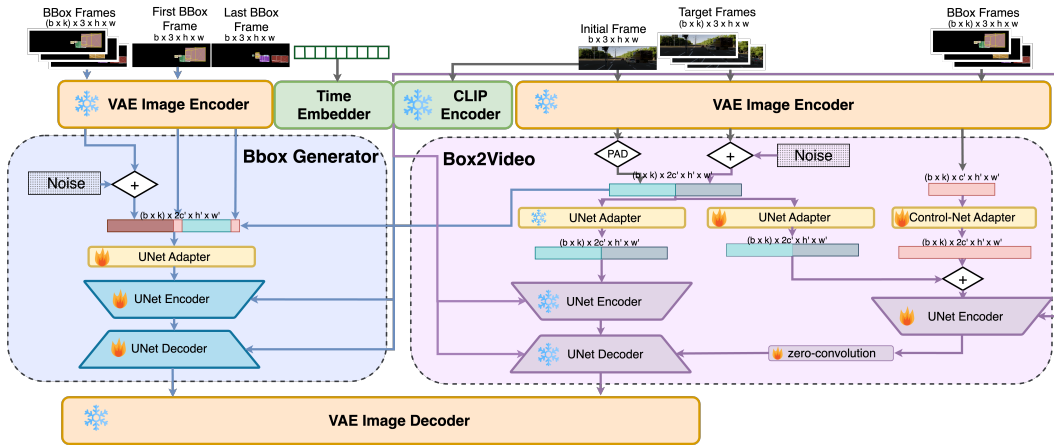 BBox Frames
(b x k) x 3 x h x w
First BBox
Frame
b x 3 x h x w
Last BBox
Frame
b x 3 x h x w
Initial Frame
b x 3 x h x w
Target Frames
(b x k) x 3 x h x w
BBox Frames
(b x k) x 3 x h x w
VAE Image Encoder
Time
Embedder
CLIP
Encoder
VAE Image Encoder
Bbox Generator
Noise
+
(b x k) x 2c' x h' x w'
UNet Adapter
UNet Encoder
UNet Decoder
Box2Video
PAD
+
Noise
(b x k) x 2c' x h' x w'
(b x k) x c' x h' x w'
UNet Adapter
UNet Adapter
Control-Net Adapter
(b x k) x 2c' x h' x w'
(b x k) x 2c' x h' x w'
(b x k) x 2c' x h' x w'
+
UNet Encoder
UNet Encoder
UNet Decoder
zero-convolution
VAE Image Decoder